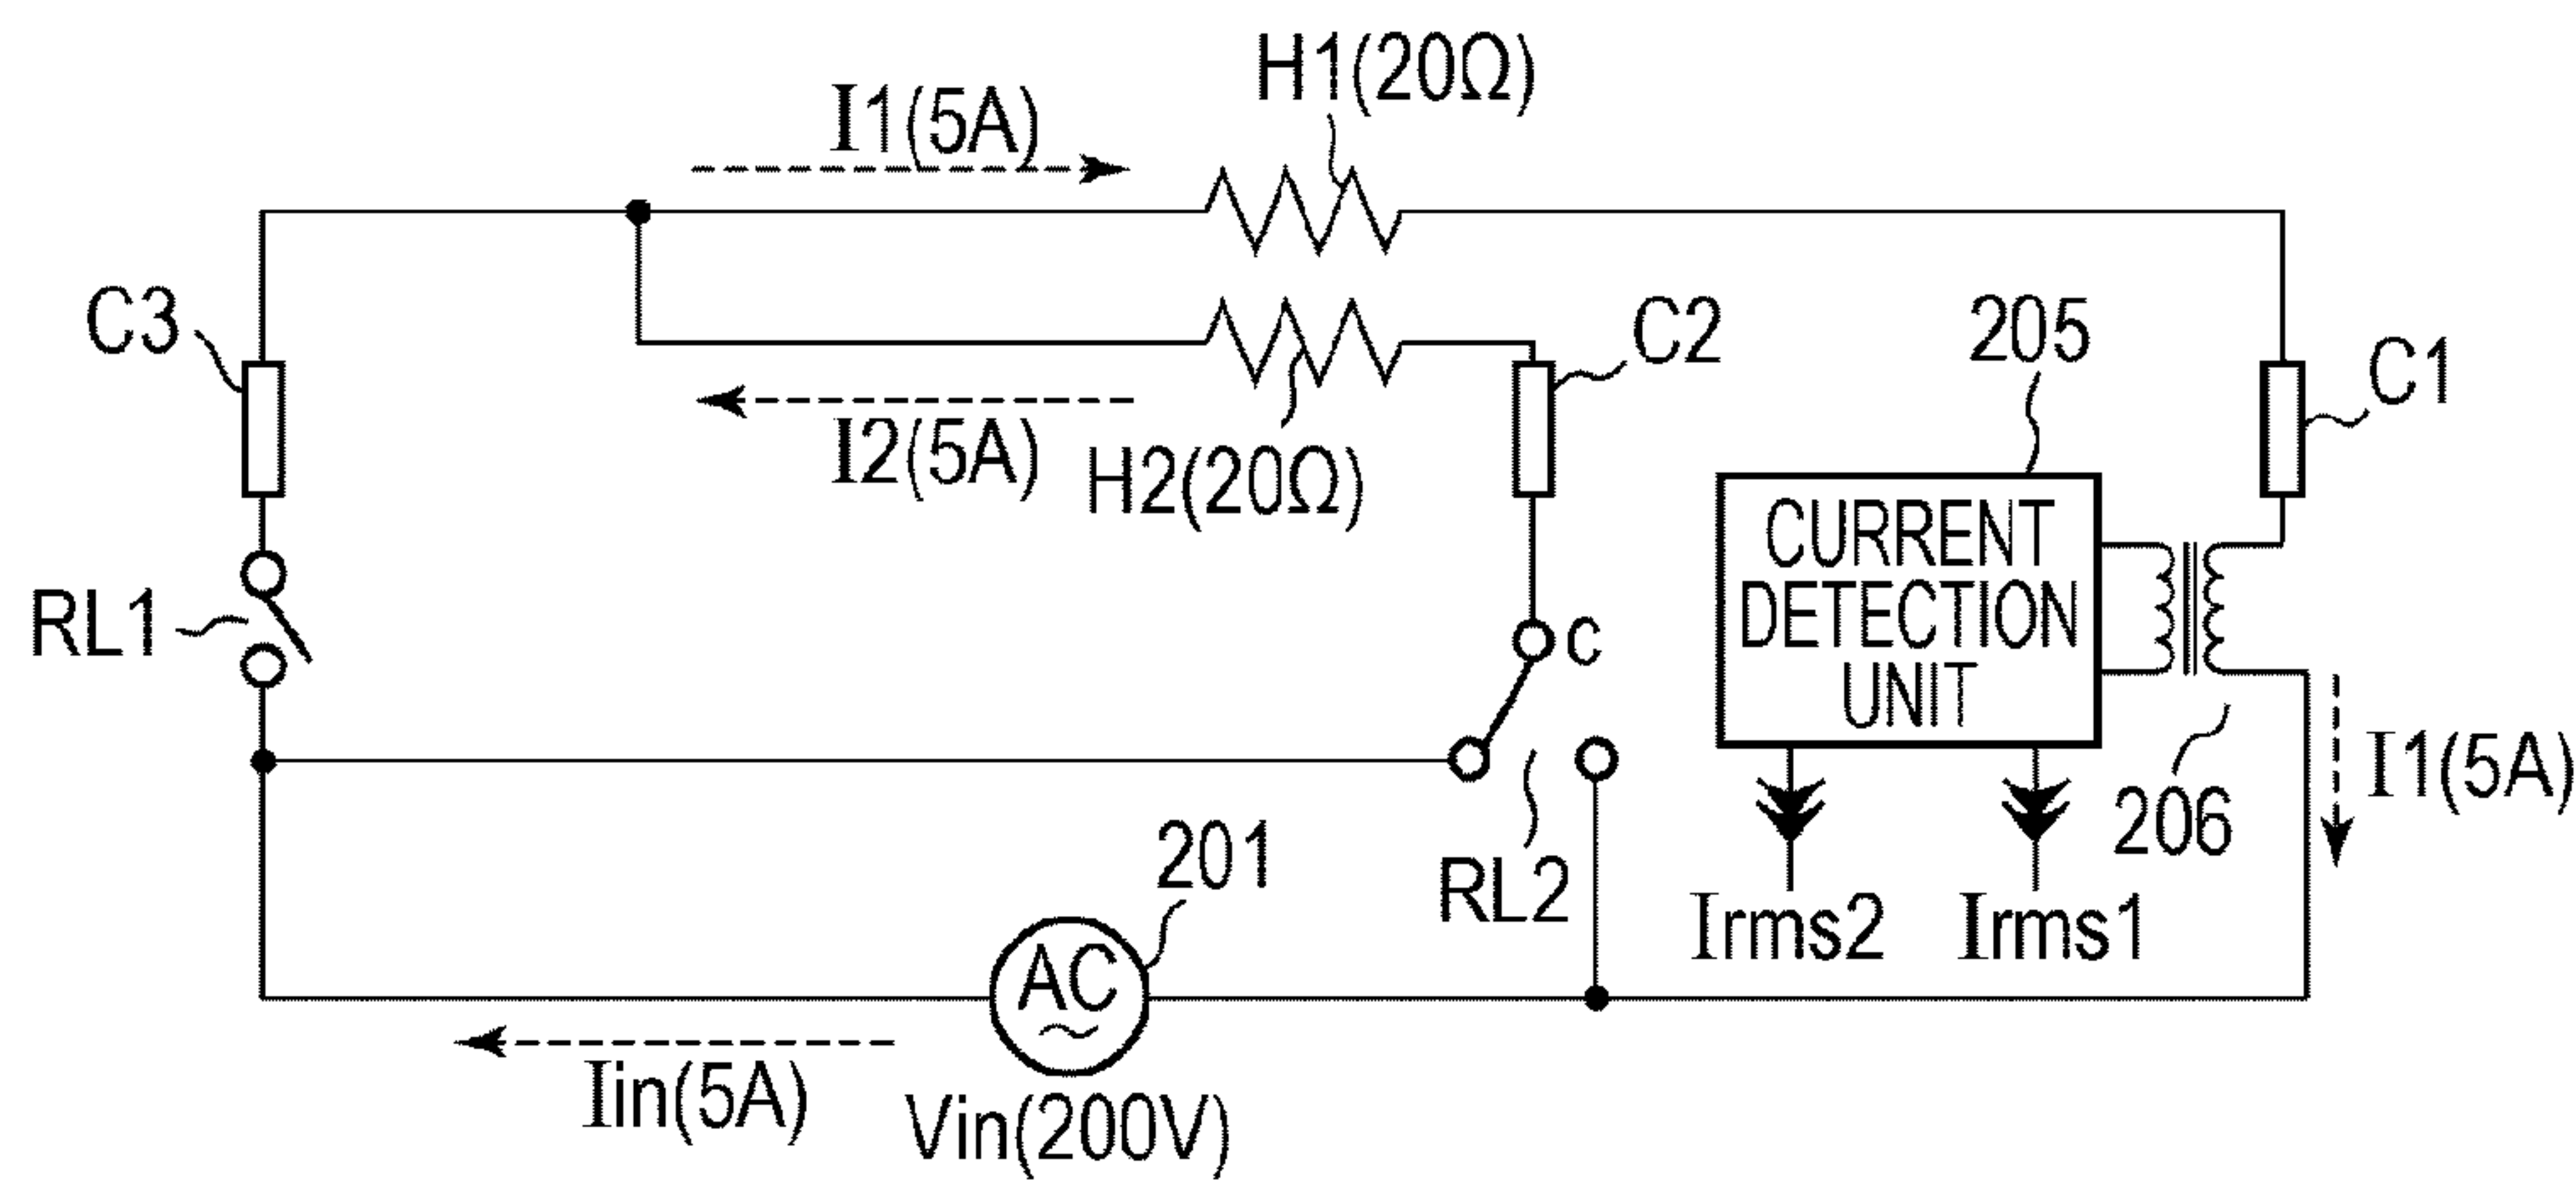 H1(20Ω)
I1(5A)
C3
C2
205
C1
I2(5A)
H2(20Ω)
CURRENT
DETECTION
UNIT
RL1
c
I1(5A)
201
206
RL2
AC
Irms2
Irms1
Iin(5A)
Vin(200V)